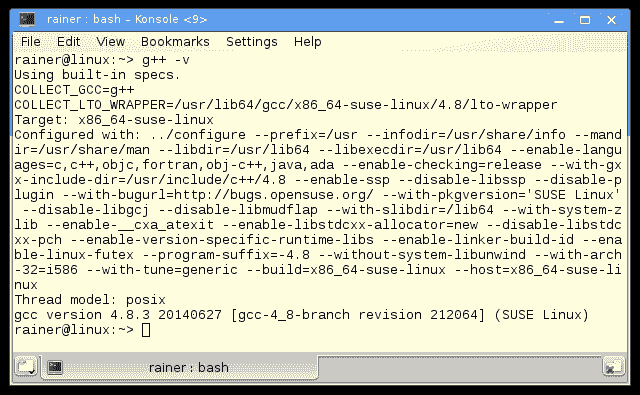 rainer : bash – Konsole <9>
File Edit View Bookmarks Settings Help
rainer@linux:~> g++ -v
Using built-in specs.
COLLECT_GCC=g++
COLLECT_LTO_WRAPPER=/usr/lib64/gcc/x86_64-suse-linux/4.8/lto-wrapper
Target: x86_64-suse-linux
Configured with: ../configure --prefix=/usr --infodir=/usr/share/info --mand
ir=/usr/share/man --libdir=/usr/lib64 --libexecdir=/usr/lib64 --enable-langu
ages=c,c++,objc,fortran,obj-c++,java,ada --enable-checking=release --with-gx
x-include-dir=/usr/include/c++/4.8 --enable-ssp --disable-libssp --disable-p
lugin --with-bugurl=http://bugs.opensuse.org/ --with-pkgversion='SUSE Linux'
 --disable-libgcj --disable-libmudflap --with-slibdir=/lib64 --with-system-z
lib --enable-__cxa_atexit --enable-libstdcxx-allocator=new --disable-libstdc
xx-pch --enable-version-specific-runtime-libs --enable-linker-build-id --ena
ble-linux-futex --program-suffix=-4.8 --without-system-libunwind --with-arch
-32=i586 --with-tune=generic --build=x86_64-suse-linux --host=x86_64-suse-li
nux
Thread model: posix
gcc version 4.8.3 20140627 [gcc-4_8-branch revision 212064] (SUSE Linux)
rainer@linux:~>
rainer : bash